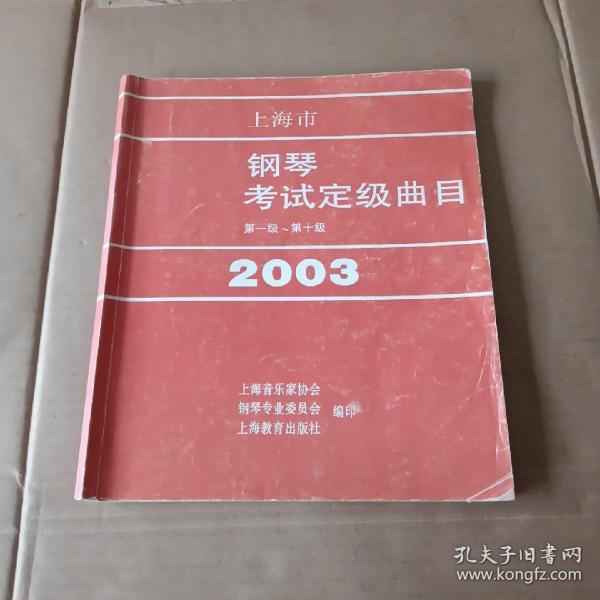 上海市
钢琴
考试定级曲目
第一级~第十级
2003
上海音乐家协会
钢琴专业委员会 编印
上海教育出版社
孔夫子旧书网
www.kongfz.com